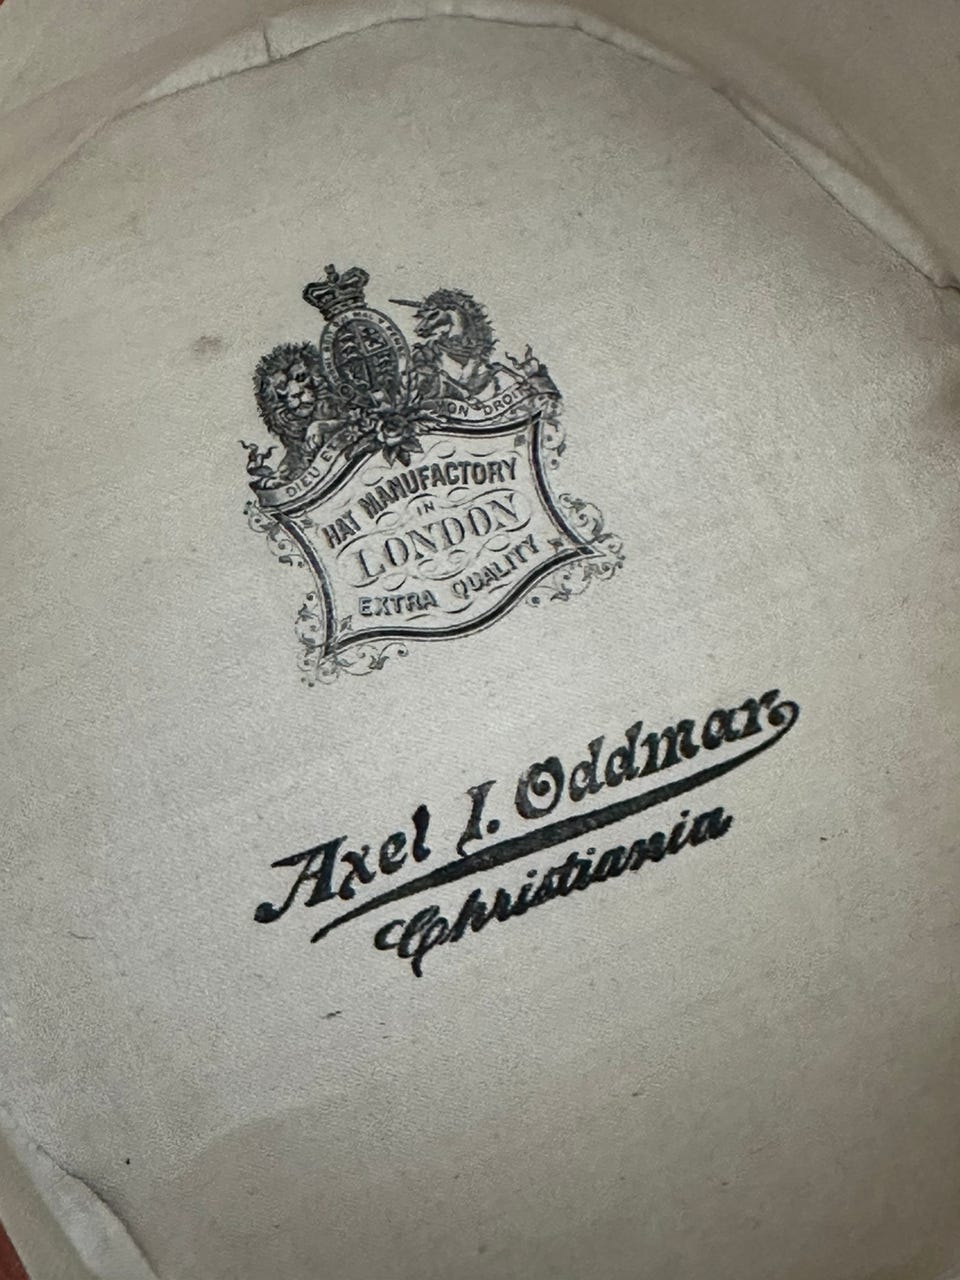 DIEU ET MON DROIT
HAT MANUFACTORY
IN
LONDON
EXTRA QUALITY
Axel I. Oddmar
Christiania